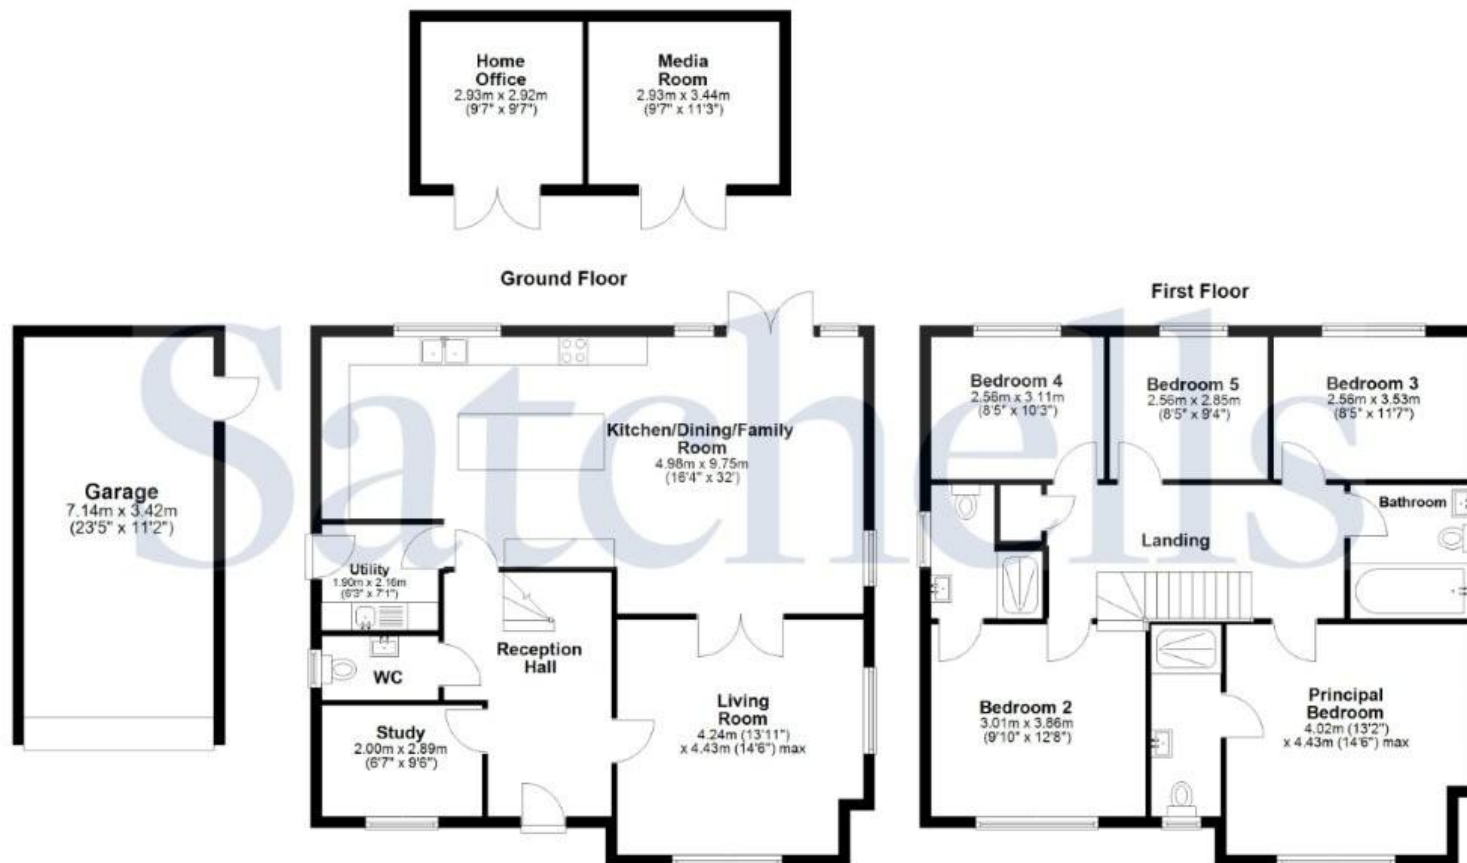 Home
Office
2.93m x 2.92m
(9'7" x 9'7")
Media
Room
2.93m x 3.44m
(9'7" x 11'3")
Ground Floor
First Floor
Satchells
Garage
7.14m x 3.42m
(23'5" x 11'2")
Kitchen/Dining/Family
Room
4.98m x 9.75m
(16'4" x 32')
Utility
1.90m x 2.16m
(6'3" x 7'1")
WC
Reception
Hall
Study
2.00m x 2.89m
(6'7" x 9'6")
Living
Room
4.24m (13'11")
x 4.43m (14'6") max
Bedroom 4
2.56m x 3.11m
(8'5" x 10'3")
Bedroom 5
2.56m x 2.85m
(8'5" x 9'4")
Bedroom 3
2.56m x 3.53m
(8'5" x 11'7")
Bathroom
Landing
Bedroom 2
3.01m x 3.86m
(9'10" x 12'8")
Principal
Bedroom
4.02m (13'2")
x 4.43m (14'6") max